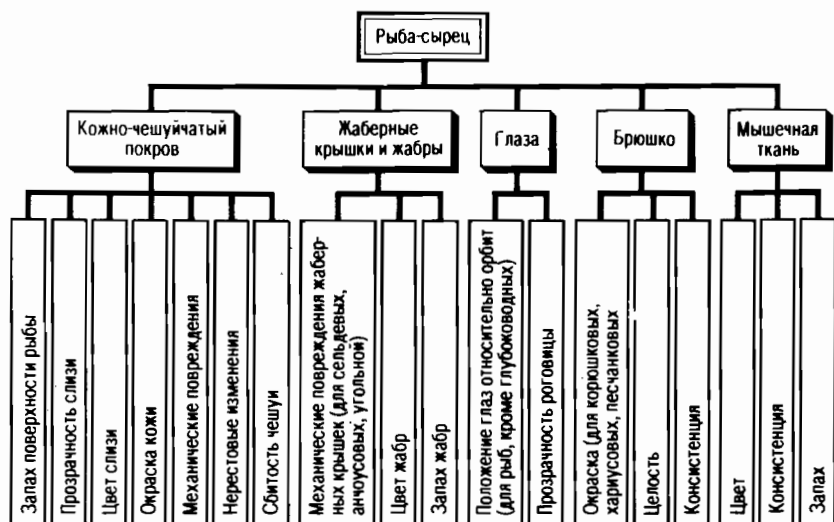 Рыба-сырец
Кожно-чешуйчатый
покров
Жаберные
крышки и жабры
Глаза
Брюшко
Мышечная
ткань
Запах поверхности рыбы
Прозрачность слизи
Цвет слизи
Окраска кожи
Механические повреждения
Нерестовые изменения
Сбитость чешуи
Механические повреждения жабер-
ных крышек (для сельдевых,
анчоусовых, угольной)
Цвет жабр
Запах жабр
Положение глаз относительно орбит
(для рыб, кроме глубоководных)
Прозрачность роговицы
Окраска (для корюшковых,
хариусовых, песчанковых
Целость
Консистенция
Цвет
Консистенция
Запах